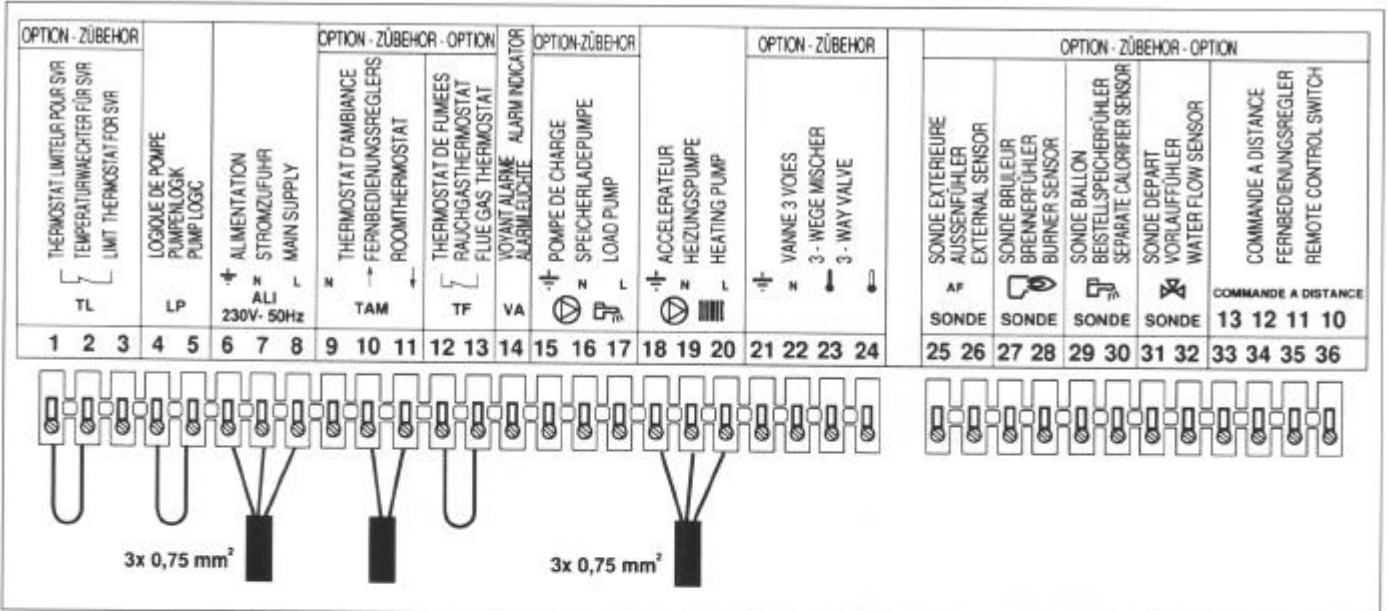 OPTION - ZÜBEHOR
OPTION - ZÜBEHOR - OPTION
OPTION-ZÜBEHOR
OPTION - ZÜBEHOR
OPTION - ZÜBEHOR - OPTION
THERMOSTAT LIMITEUR POUR SVR
TEMPERATURWAECHTER FÜR SVR
LIMIT THERMOSTAT FOR SVR
TL
LOGIQUE DE POMPE
PUMPENLOGIK
PUMP LOGIC
LP
ALIMENTATION
STROMZUFUHR
MAIN SUPPLY
N L
ALI
230V- 50Hz
THERMOSTAT D'AMBIANCE
FERNBEDIENUNGSREGLERS
ROOMTHERMOSTAT
N
TAM
THERMOSTAT DE FUMEES
RAUCHGASTHERMOSTAT
FLUE GAS THERMOSTAT
TF
VOYANT ALARME ALARM INDICATOR
ALARMLEUCHTE
VA
POMPE DE CHARGE
SPEICHERLADEPUMPE
LOAD PUMP
N L
ACCELERATEUR
HEIZUNGSPUMPE
HEATING PUMP
N L
VANNE 3 VOIES
3 - WEGE MISCHER
3 - WAY VALVE
N
SONDE EXTERIEURE
AUSSENFÜHLER
EXTERNAL SENSOR
AF
SONDE
SONDE BRULEUR
BRENNERFÜHLER
BURNER SENSOR
SONDE
SONDE BALLON
BEISTELLSPEICHERFÜHLER
SEPARATE CALORIFIER SENSOR
SONDE
SONDE DEPART
VORLAUFFÜHLER
WATER FLOW SENSOR
SONDE
COMMANDE A DISTANCE
FERNBEDIENUNGSREGLER
REMOTE CONTROL SWITCH
COMMANDE A DISTANCE
13 12 11 10
1 2 3 4 5 6 7 8 9 10 11 12 13 14 15 16 17 18 19 20 21 22 23 24 25 26 27 28 29 30 31 32 33 34 35 36
3x 0,75 mm²
3x 0,75 mm²